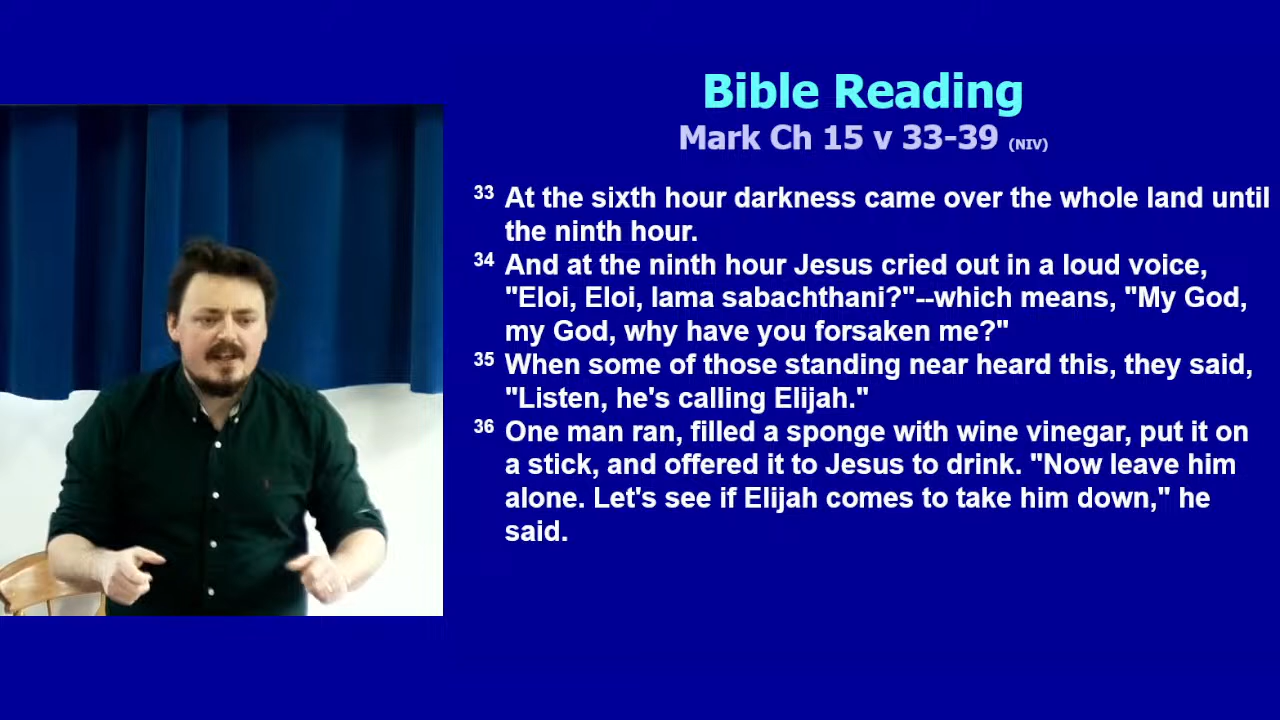 Bible Reading
Mark Ch 15 v 33-39 (NIV)
33 At the sixth hour darkness came over the whole land until
the ninth hour.
34 And at the ninth hour Jesus cried out in a loud voice,
"Eloi, Eloi, lama sabachthani?"--which means, "My God,
my God, why have you forsaken me?"
35 When some of those standing near heard this, they said,
"Listen, he's calling Elijah."
36 One man ran, filled a sponge with wine vinegar, put it on
a stick, and offered it to Jesus to drink. "Now leave him
alone. Let's see if Elijah comes to take him down," he
said.